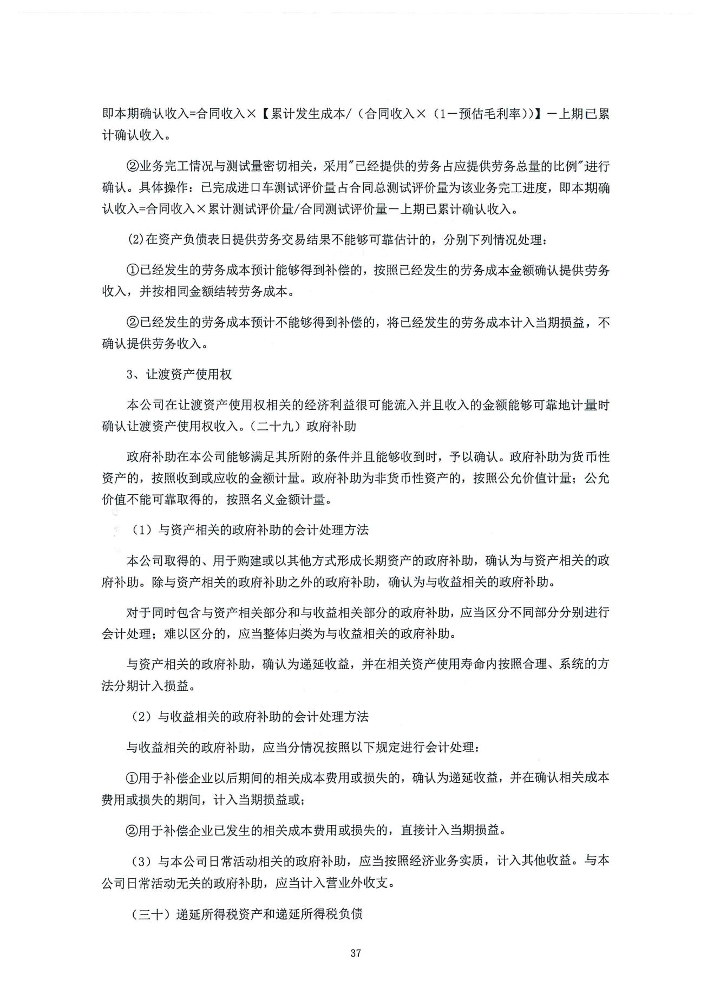 即本期确认收入=合同收入×【累计发生成本/（合同收入×（1－预估毛利率））】－上期已累
计确认收入。
②业务完工情况与测试量密切相关，采用"已经提供的劳务占应提供劳务总量的比例"进行
确认。具体操作：已完成进口车测试评价量占合同总测试评价量为该业务完工进度，即本期确
认收入=合同收入×累计测试评价量/合同测试评价量－上期已累计确认收入。
(2)在资产负债表日提供劳务交易结果不能够可靠估计的，分别下列情况处理：
①已经发生的劳务成本预计能够得到补偿的，按照已经发生的劳务成本金额确认提供劳务
收入，并按相同金额结转劳务成本。
②已经发生的劳务成本预计不能够得到补偿的，将已经发生的劳务成本计入当期损益，不
确认提供劳务收入。
3、让渡资产使用权
本公司在让渡资产使用权相关的经济利益很可能流入并且收入的金额能够可靠地计量时
确认让渡资产使用权收入。（二十九）政府补助
政府补助在本公司能够满足其所附的条件并且能够收到时，予以确认。政府补助为货币性
资产的，按照收到或应收的金额计量。政府补助为非货币性资产的，按照公允价值计量；公允
价值不能可靠取得的，按照名义金额计量。
（1）与资产相关的政府补助的会计处理方法
本公司取得的、用于购建或以其他方式形成长期资产的政府补助，确认为与资产相关的政
府补助。除与资产相关的政府补助之外的政府补助，确认为与收益相关的政府补助。
对于同时包含与资产相关部分和与收益相关部分的政府补助，应当区分不同部分分别进行
会计处理；难以区分的，应当整体归类为与收益相关的政府补助。
与资产相关的政府补助，确认为递延收益，并在相关资产使用寿命内按照合理、系统的方
法分期计入损益。
（2）与收益相关的政府补助的会计处理方法
与收益相关的政府补助，应当分情况按照以下规定进行会计处理：
①用于补偿企业以后期间的相关成本费用或损失的，确认为递延收益，并在确认相关成本
费用或损失的期间，计入当期损益或；
②用于补偿企业已发生的相关成本费用或损失的，直接计入当期损益。
（3）与本公司日常活动相关的政府补助，应当按照经济业务实质，计入其他收益。与本
公司日常活动无关的政府补助，应当计入营业外收支。
（三十）递延所得税资产和递延所得税负债
37